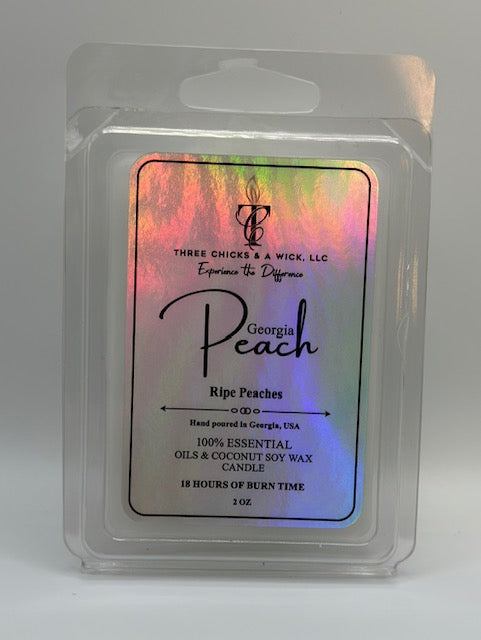 TC
THREE CHICKS & A WICK, LLC
Experience the Difference
Georgia
Peach
Ripe Peaches
Hand poured in Georgia, USA
100% ESSENTIAL
OILS & COCONUT SOY WAX
CANDLE
18 HOURS OF BURN TIME
2 OZ